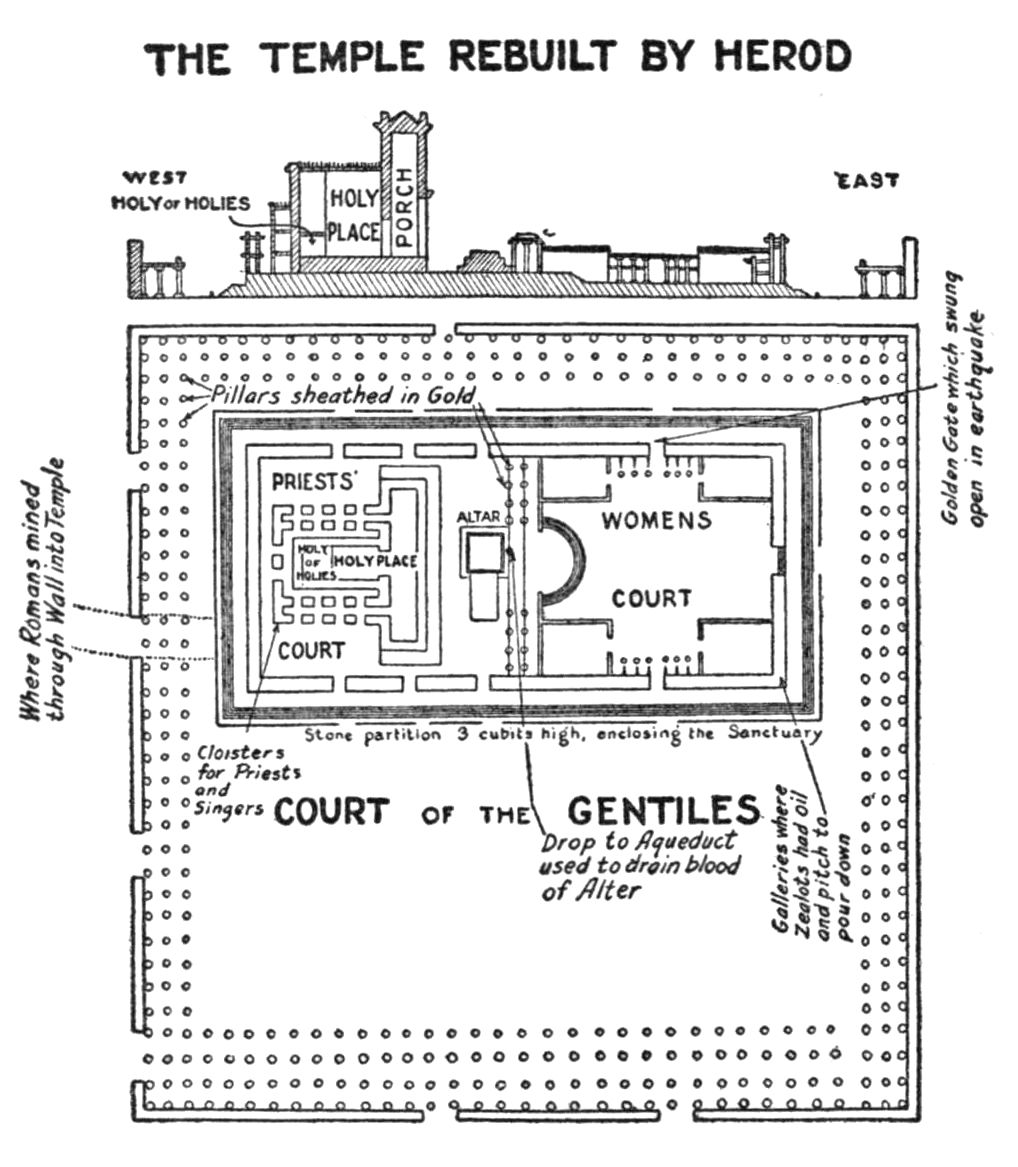 THE TEMPLE REBUILT BY HEROD
WEST
EAST
HOLY OF HOLIES
HOLY
PLACE
PORCH
Golden Gate which swung
open in earthquake
Pillars sheathed in Gold
PRIESTS'
ALTAR
WOMENS
HOLY
OF
HOLIES
HOLY PLACE
COURT
COURT
Where Romans mined
through Wall into Temple
Stone partition 3 cubits high, enclosing the Sanctuary
Cloisters
for Priests
and
Singers
COURT OF THE GENTILES
Drop to Aqueduct
used to drain blood
of Alter
Galleries where
Zealots had oil
and pitch to
pour down